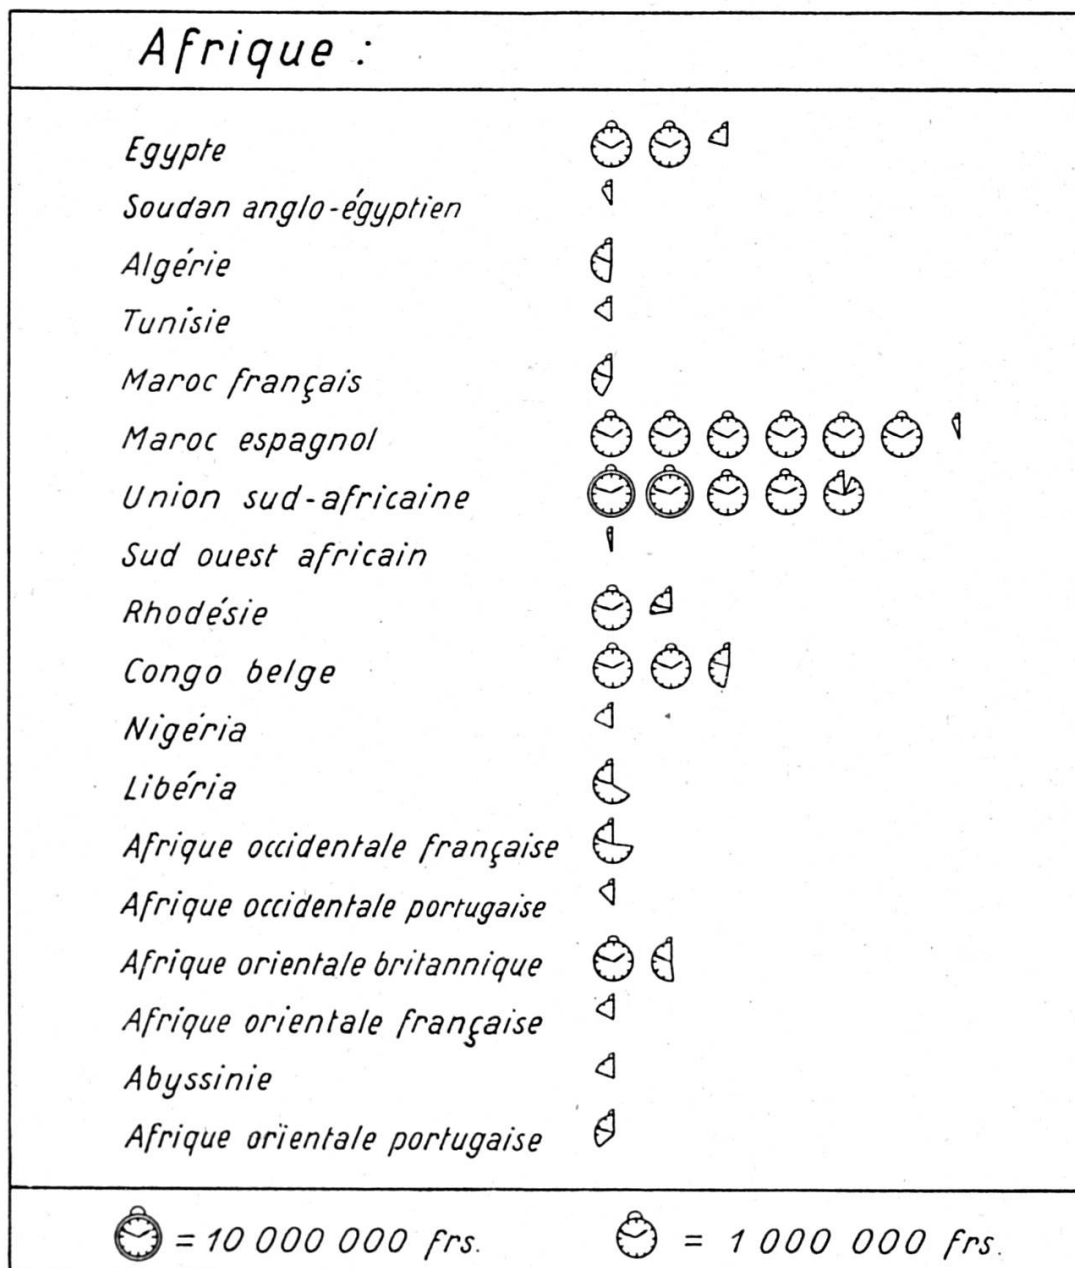 Afrique :
Egypte
Soudan anglo-égyptien
Algérie
Tunisie
Maroc français
Maroc espagnol
Union sud-africaine
Sud ouest africain
Rhodésie
Congo belge
Nigéria
Libéria
Afrique occidentale française
Afrique occidentale portugaise
Afrique orientale britannique
Afrique orientale française
Abyssinie
Afrique orientale portugaise
= 10 000 000 frs. = 1 000 000 frs.